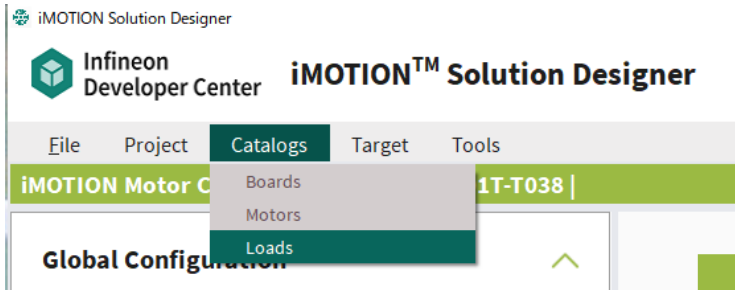 iMOTION Solution Designer
Infineon
Developer Center
iMOTION™ Solution Designer
File Project Catalogs Target Tools
iMOTION Motor C 1T-T038 |
Boards
Motors
Loads
Global Configuration